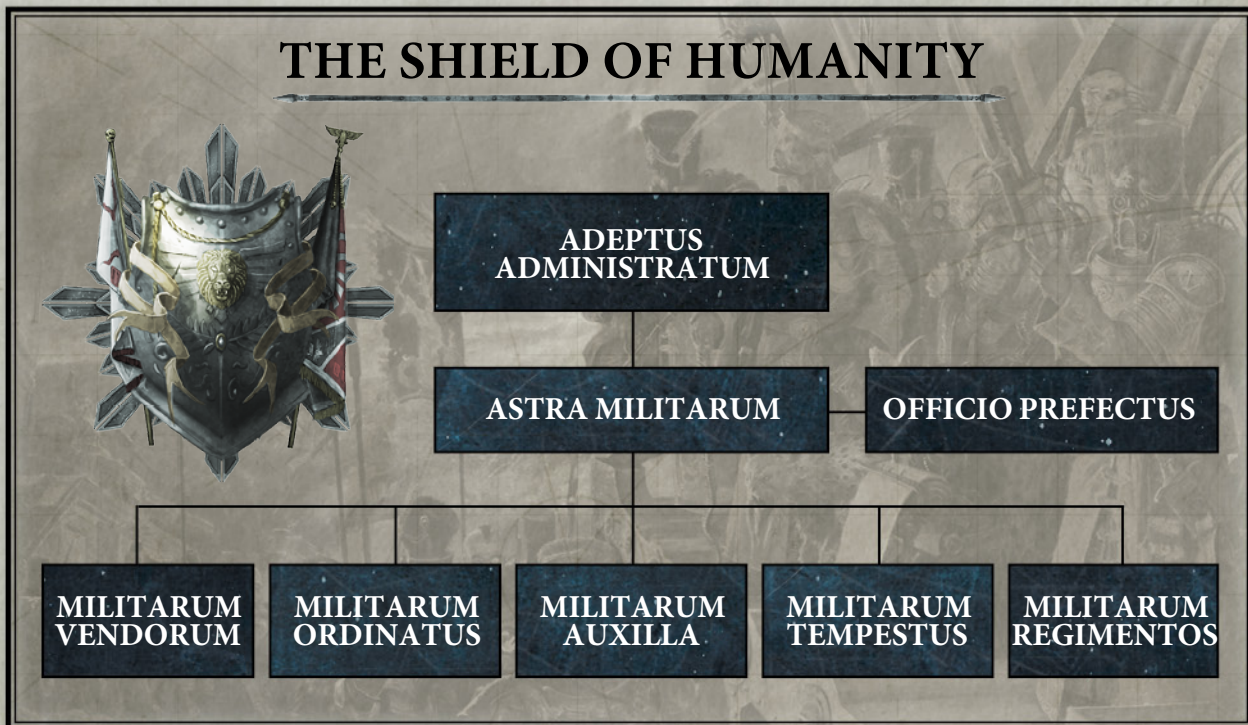 THE SHIELD OF HUMANITY
ADEPTUS
ADMINISTRATUM
ASTRA MILITARUM
OFFICIO PREFECTUS
MILITARUM
VENDORUM
MILITARUM
ORDINATUS
MILITARUM
AUXILLA
MILITARUM
TEMPESTUS
MILITARUM
REGIMENTOS